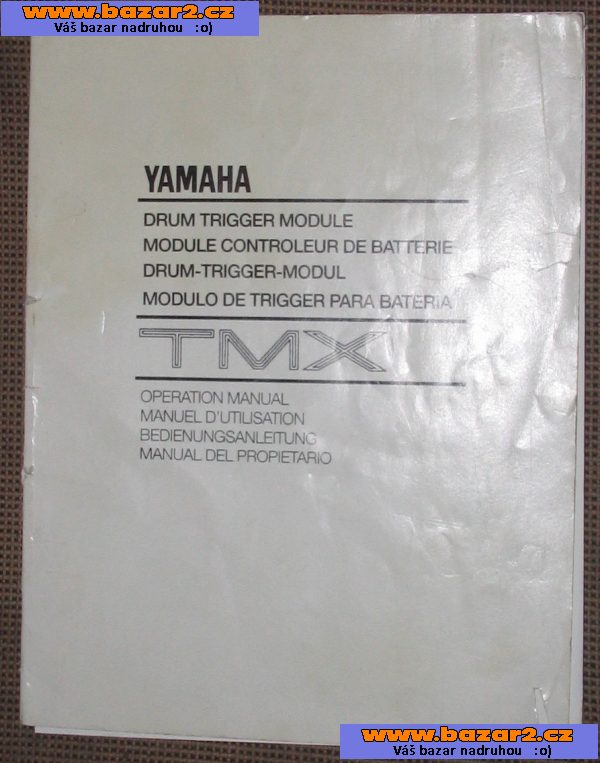 www.bazar2.cz
Váš bazar nadruhou :o)
YAMAHA
DRUM TRIGGER MODULE
MODULE CONTROLEUR DE BATTERIE
DRUM-TRIGGER-MODUL
MODULO DE TRIGGER PARA BATERIA
TMX
OPERATION MANUAL
MANUEL D'UTILISATION
BEDIENUNGSANLEITUNG
MANUAL DEL PROPIETARIO
www.bazar2.cz
Váš bazar nadruhou :o)